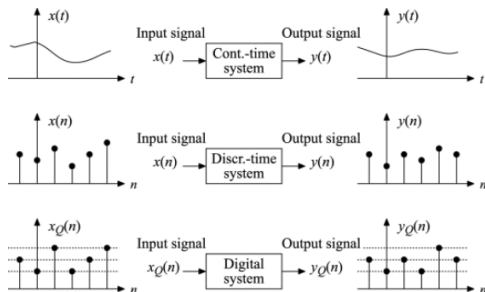 x(t)
Input signal
Output signal
y(t)
x(t)
Cont.-time
system
y(t)
t
t
x(n)
Input signal
Output signal
y(n)
x(n)
Discr.-time
system
y(n)
n
n
x_Q(n)
Input signal
Output signal
y_Q(n)
x_Q(n)
Digital
system
y_Q(n)
n
n